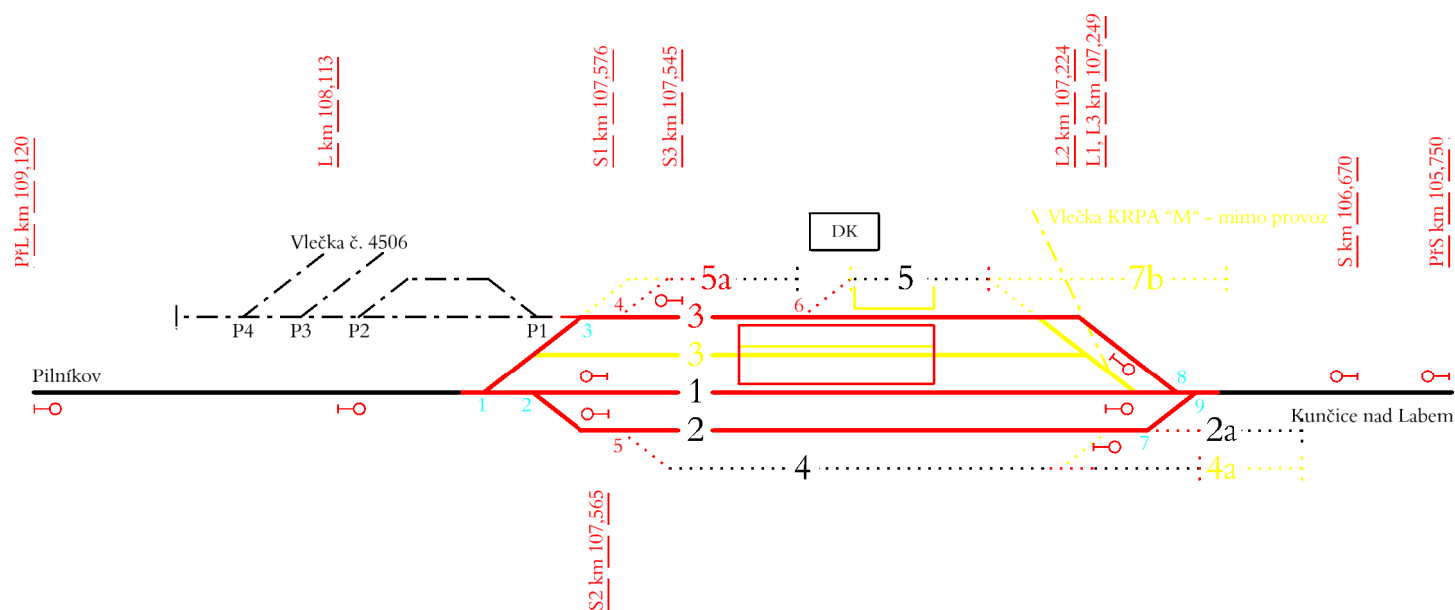 PřL km 109,120
L km 108,113
S1 km 107,576
S3 km 107,545
L2 km 107,224
L1, L3 km 107,249
S km 106,670
PřS km 105,750
Vlečka KRPA "M" - mimo provoz
DK
Vlečka č. 4506
5a
5
7b
4
6
3
P4
P3
P2
P1
3
3
Pilníkov
1
8
1
2
9
Kunčice nad Labem
2
5
7
2a
4
4a
S2 km 107,565